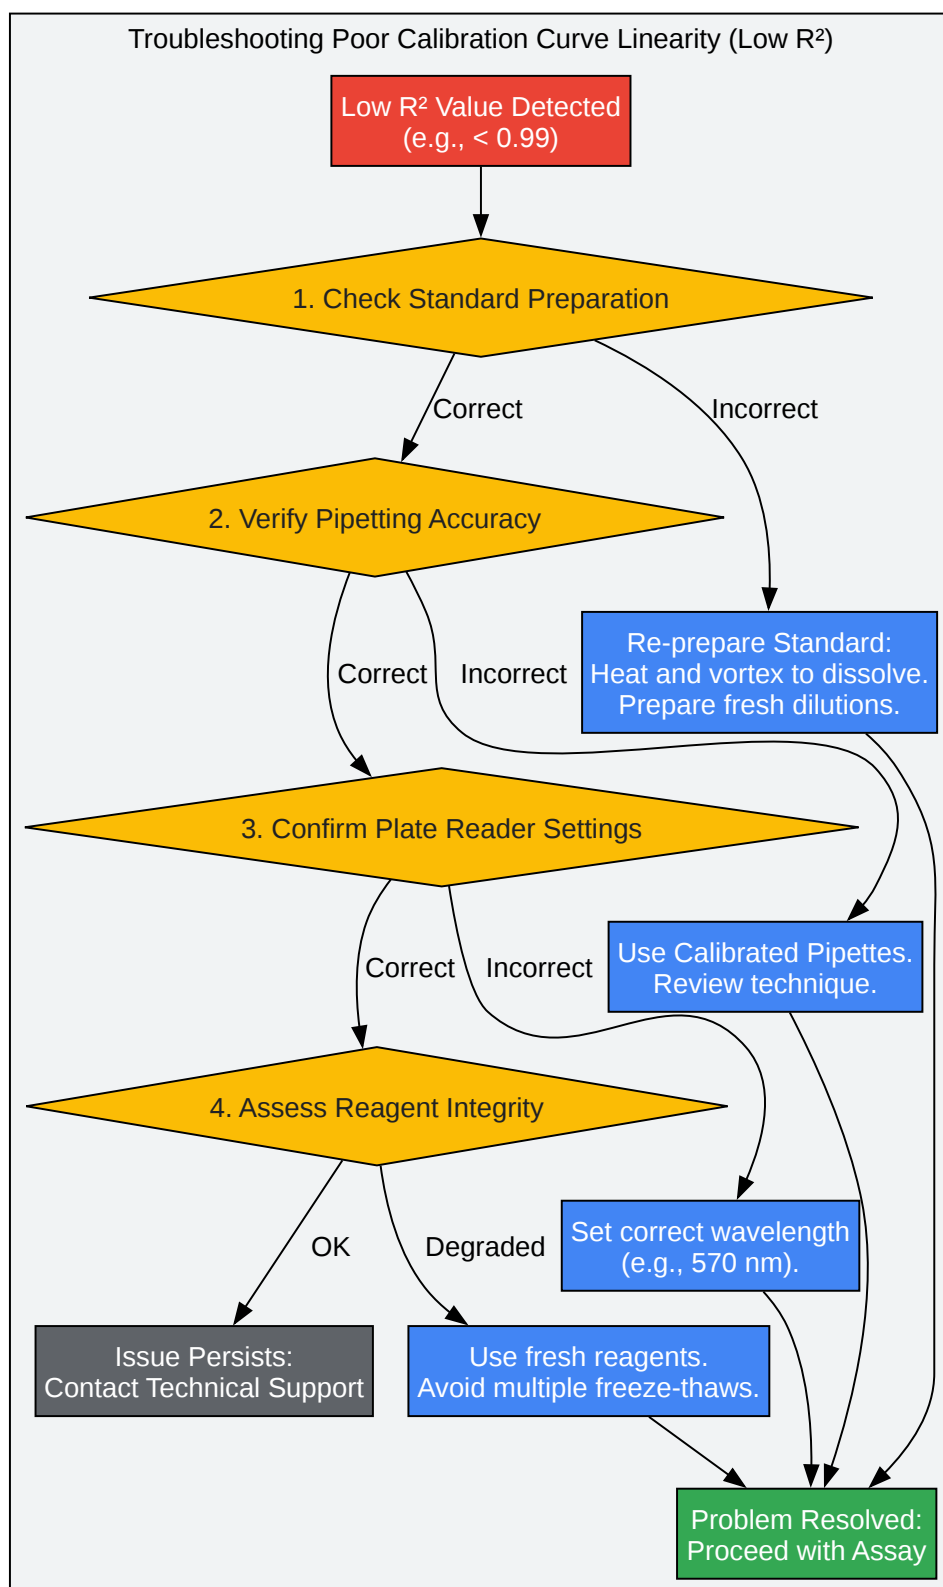 Troubleshooting Poor Calibration Curve Linearity (Low R²)
Low R² Value Detected
(e.g., < 0.99)
1. Check Standard Preparation
Correct
Incorrect
2. Verify Pipetting Accuracy
Re-prepare Standard:
Heat and vortex to dissolve.
Prepare fresh dilutions.
Correct
Incorrect
3. Confirm Plate Reader Settings
Use Calibrated Pipettes.
Review technique.
Correct
Incorrect
4. Assess Reagent Integrity
Set correct wavelength
(e.g., 570 nm).
OK
Degraded
Issue Persists:
Contact Technical Support
Use fresh reagents.
Avoid multiple freeze-thaws.
Problem Resolved:
Proceed with Assay